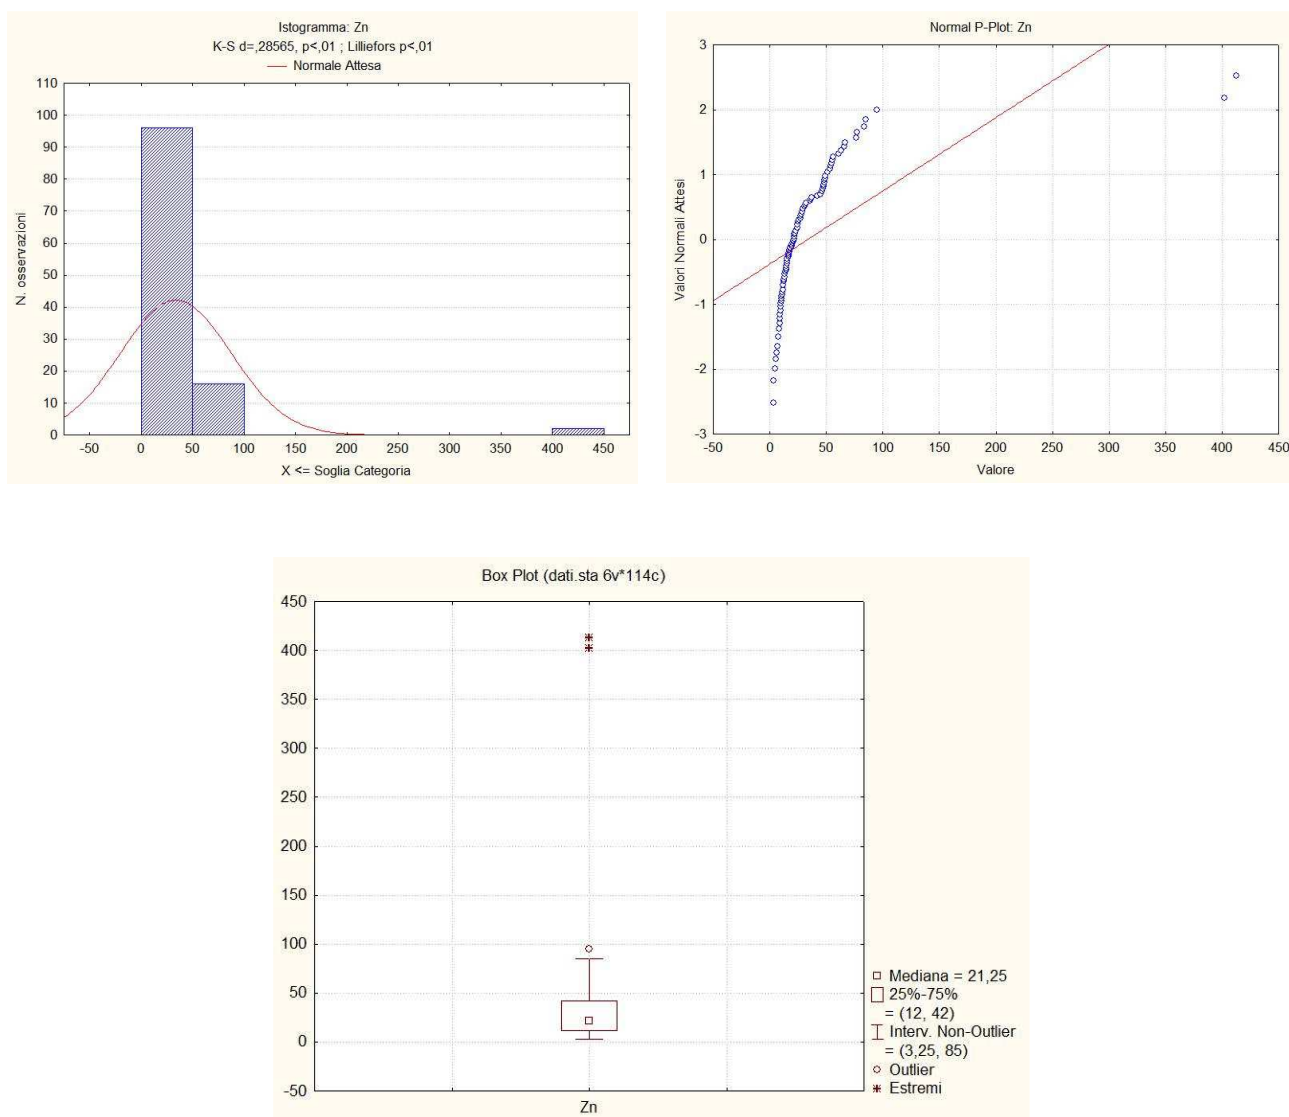 Istogramma: Zn
K-S d=,28565, p<,01 ; Lilliefors p<,01
Normale Attesa
110
100
90
80
70
60
50
40
30
20
10
0
N. osservazioni
-50 0 50 100 150 200 250 300 350 400 450
X <= Soglia Categoria
Normal P-Plot: Zn
3
2
1
0
-1
-2
-3
Valori Normali Attesi
-50 0 50 100 150 200 250 300 350 400 450
Valore
Box Plot (dati.sta 6v*114c)
450
400
350
300
250
200
150
100
50
0
-50
Zn
Mediana = 21,25
25%-75%
= (12, 42)
Interv. Non-Outlier
= (3,25, 85)
Outlier
Estremi